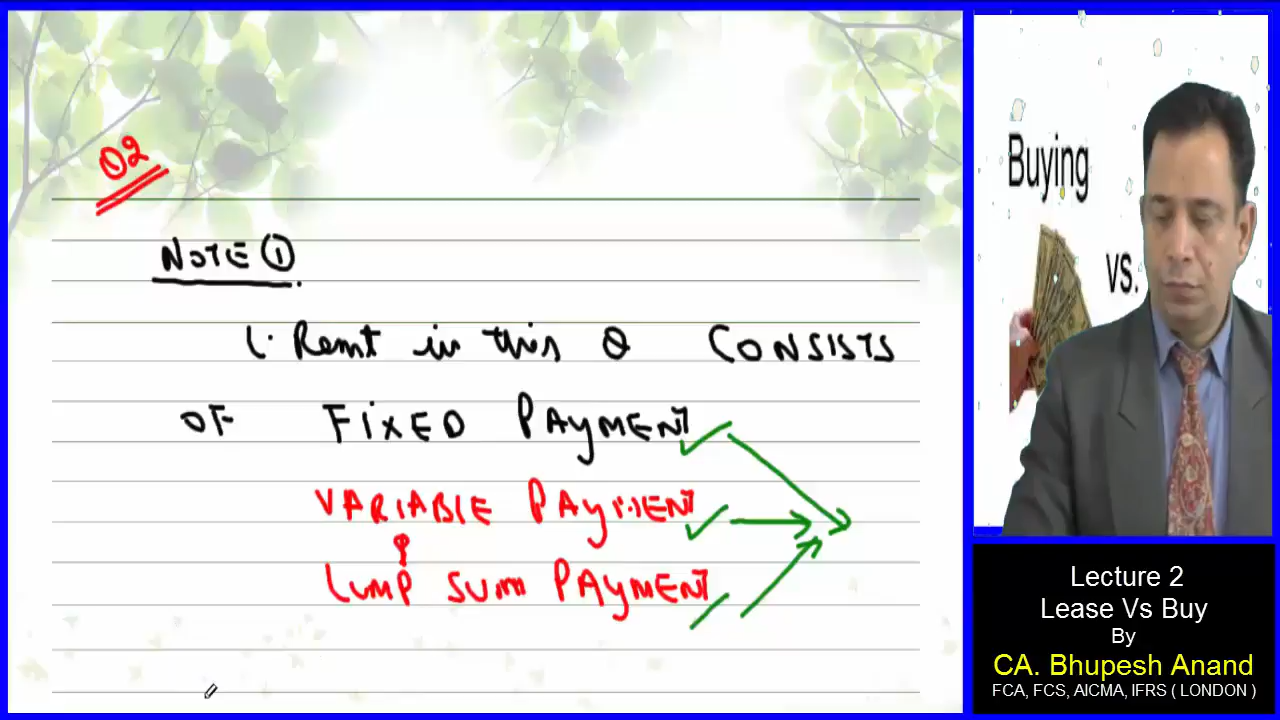 Q2
NOTE ①
L. Rent in this Q CONSISTS
OF FIXED PAYMENT
VARIABLE PAYMENT
&
LUMP SUM PAYMENT
Buying
vs.
Lecture 2
Lease Vs Buy
By
CA. Bhupesh Anand
FCA, FCS, AICMA, IFRS ( LONDON )